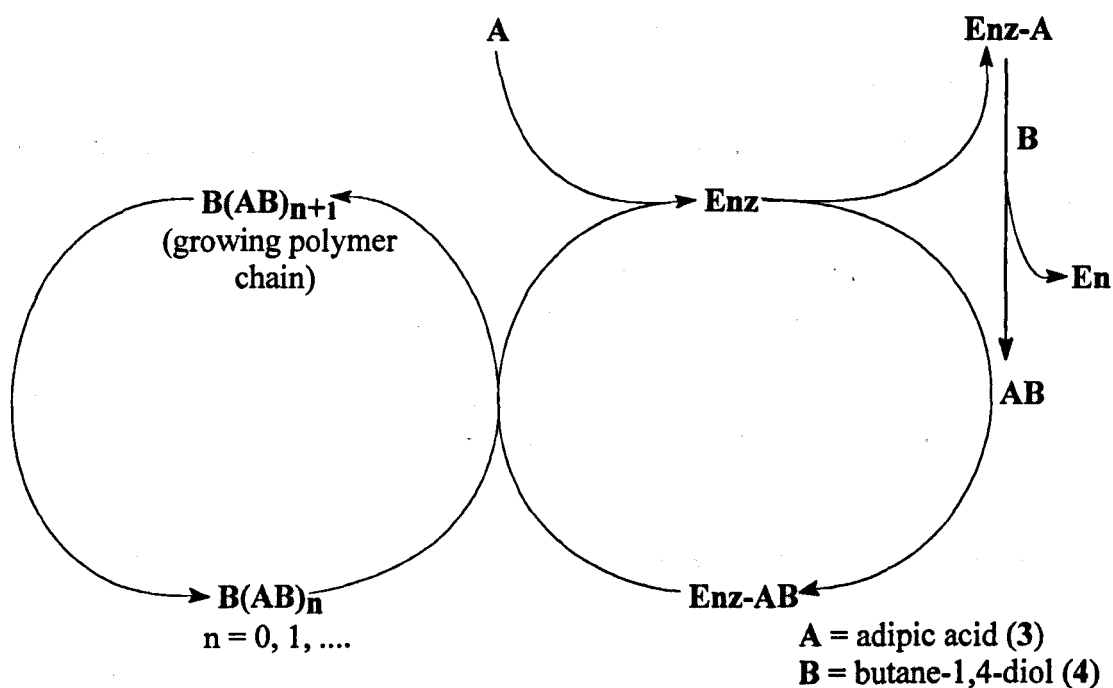 A
Enz-A
B
B(AB)n+1
(growing polymer
chain)
Enz
En
AB
B(AB)n
n = 0, 1, ....
Enz-AB
A = adipic acid (3)
B = butane-1,4-diol (4)